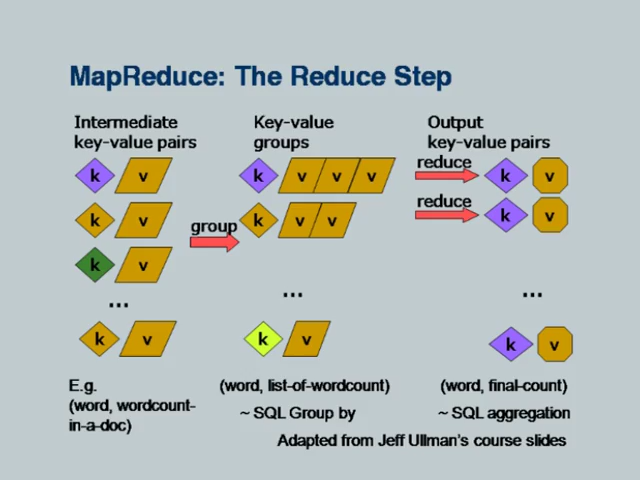 MapReduce: The Reduce Step
Intermediate
key-value pairs
Key-value
groups
Output
key-value pairs
k v
k v v v
reduce
k v
k v
k v v
reduce
k v
group
k v
...
...
...
k v
k v
k v
E.g.
(word, wordcount-
in-a-doc)
(word, list-of-wordcount)
~ SQL Group by
(word, final-count)
~ SQL aggregation
Adapted from Jeff Ullman's course slides